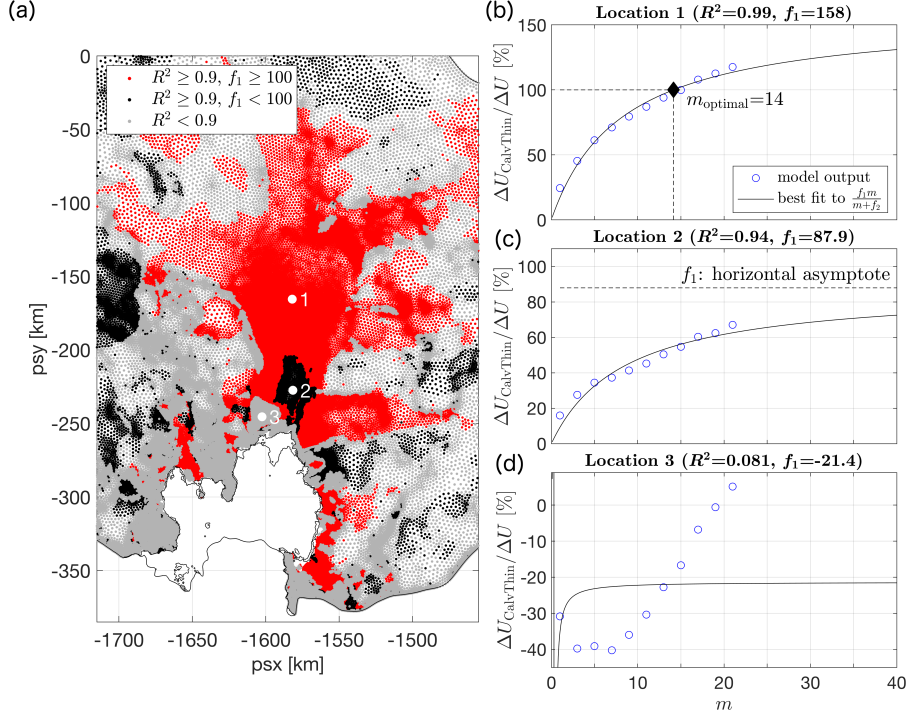 (a)
0
-50
-100
-150
-200
-250
-300
-350
psy [km]
R² ≥ 0.9, f₁ ≥ 100
R² ≥ 0.9, f₁ < 100
R² < 0.9
1
2
3
-1700 -1650 -1600 -1550 -1500
psx [km]
(b)
Location 1 (R²=0.99, f₁=158)
150
100
50
0
ΔU_CalvThin/ΔU [%]
m_optimal=14
model output
best fit to f₁m/(m+f₂)
(c)
Location 2 (R²=0.94, f₁=87.9)
100
80
60
40
20
0
ΔU_CalvThin/ΔU [%]
f₁: horizontal asymptote
(d)
Location 3 (R²=0.081, f₁=-21.4)
0
-10
-20
-30
-40
ΔU_CalvThin/ΔU [%]
0 10 20 30 40
m